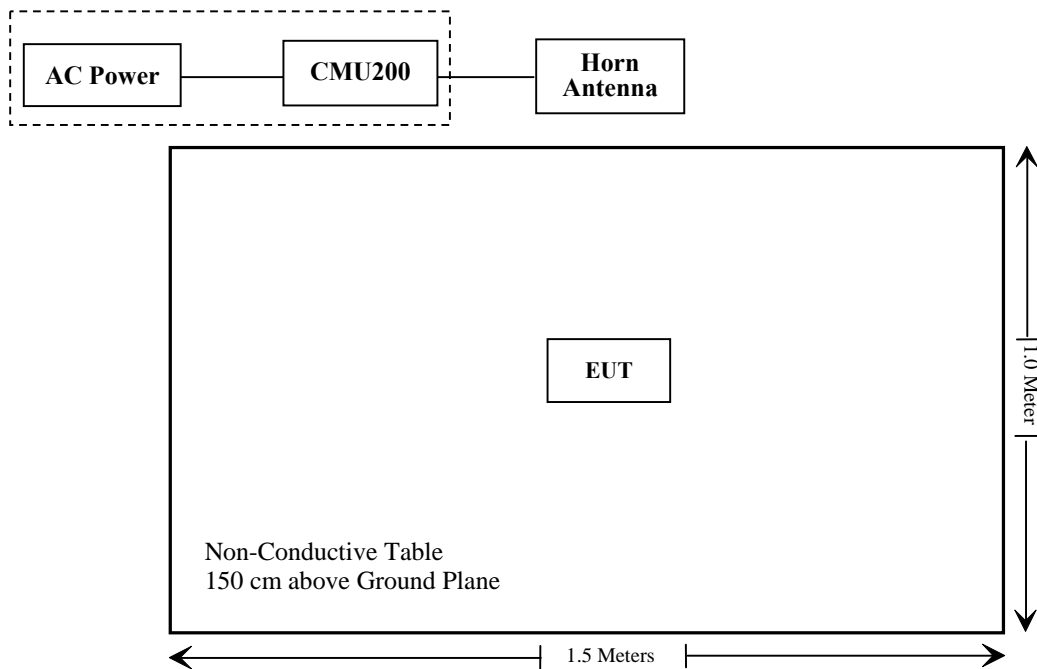 AC Power
CMU200
Horn
Antenna
EUT
1.0 Meter
Non-Conductive Table
150 cm above Ground Plane
1.5 Meters